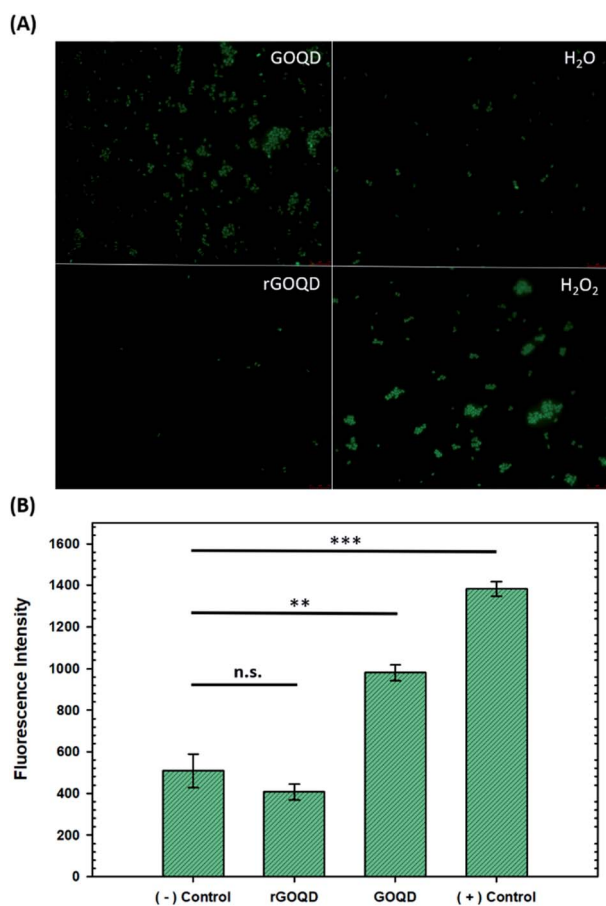 (A)
GOQD
H₂O
rGOQD
H₂O₂
(B)
1600
1400
1200
1000
800
600
400
200
0
Fluorescence Intensity
***
**
n.s.
( - ) Control
rGOQD
GOQD
( + ) Control